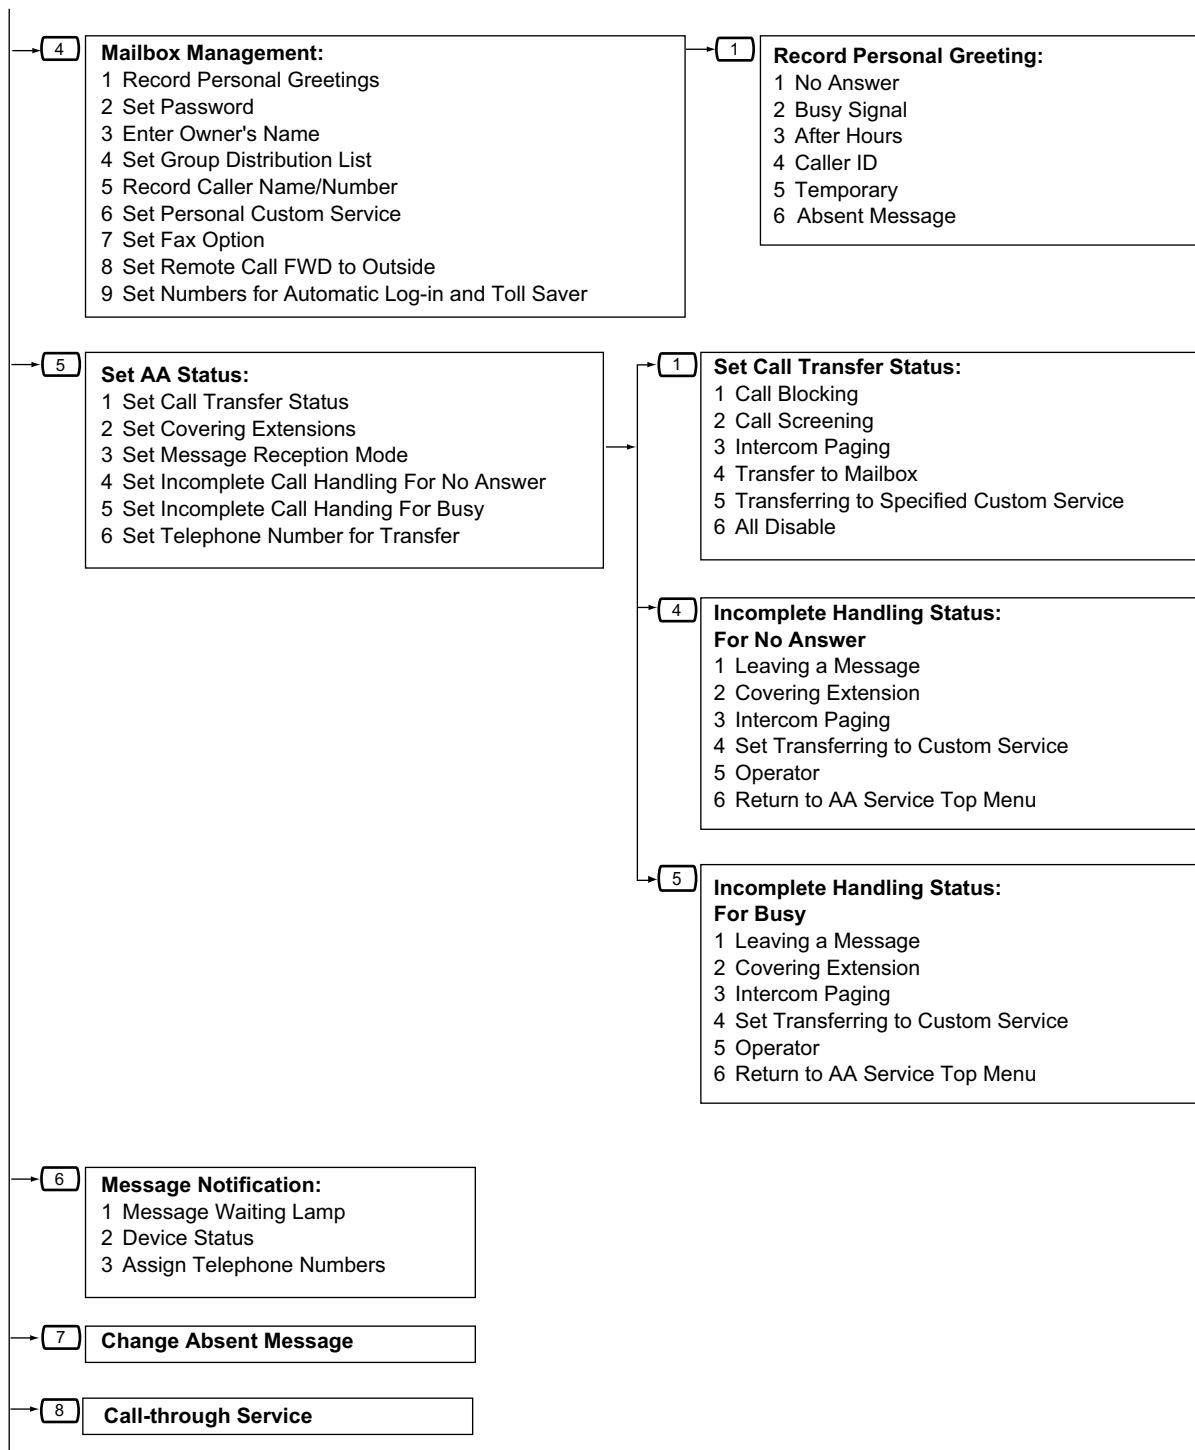 4
Mailbox Management:
1 Record Personal Greetings
2 Set Password
3 Enter Owner's Name
4 Set Group Distribution List
5 Record Caller Name/Number
6 Set Personal Custom Service
7 Set Fax Option
8 Set Remote Call FWD to Outside
9 Set Numbers for Automatic Log-in and Toll Saver
1
Record Personal Greeting:
1 No Answer
2 Busy Signal
3 After Hours
4 Caller ID
5 Temporary
6 Absent Message
5
Set AA Status:
1 Set Call Transfer Status
2 Set Covering Extensions
3 Set Message Reception Mode
4 Set Incomplete Call Handling For No Answer
5 Set Incomplete Call Handing For Busy
6 Set Telephone Number for Transfer
1
Set Call Transfer Status:
1 Call Blocking
2 Call Screening
3 Intercom Paging
4 Transfer to Mailbox
5 Transferring to Specified Custom Service
6 All Disable
4
Incomplete Handling Status:
For No Answer
1 Leaving a Message
2 Covering Extension
3 Intercom Paging
4 Set Transferring to Custom Service
5 Operator
6 Return to AA Service Top Menu
5
Incomplete Handling Status:
For Busy
1 Leaving a Message
2 Covering Extension
3 Intercom Paging
4 Set Transferring to Custom Service
5 Operator
6 Return to AA Service Top Menu
6
Message Notification:
1 Message Waiting Lamp
2 Device Status
3 Assign Telephone Numbers
7
Change Absent Message
8
Call-through Service